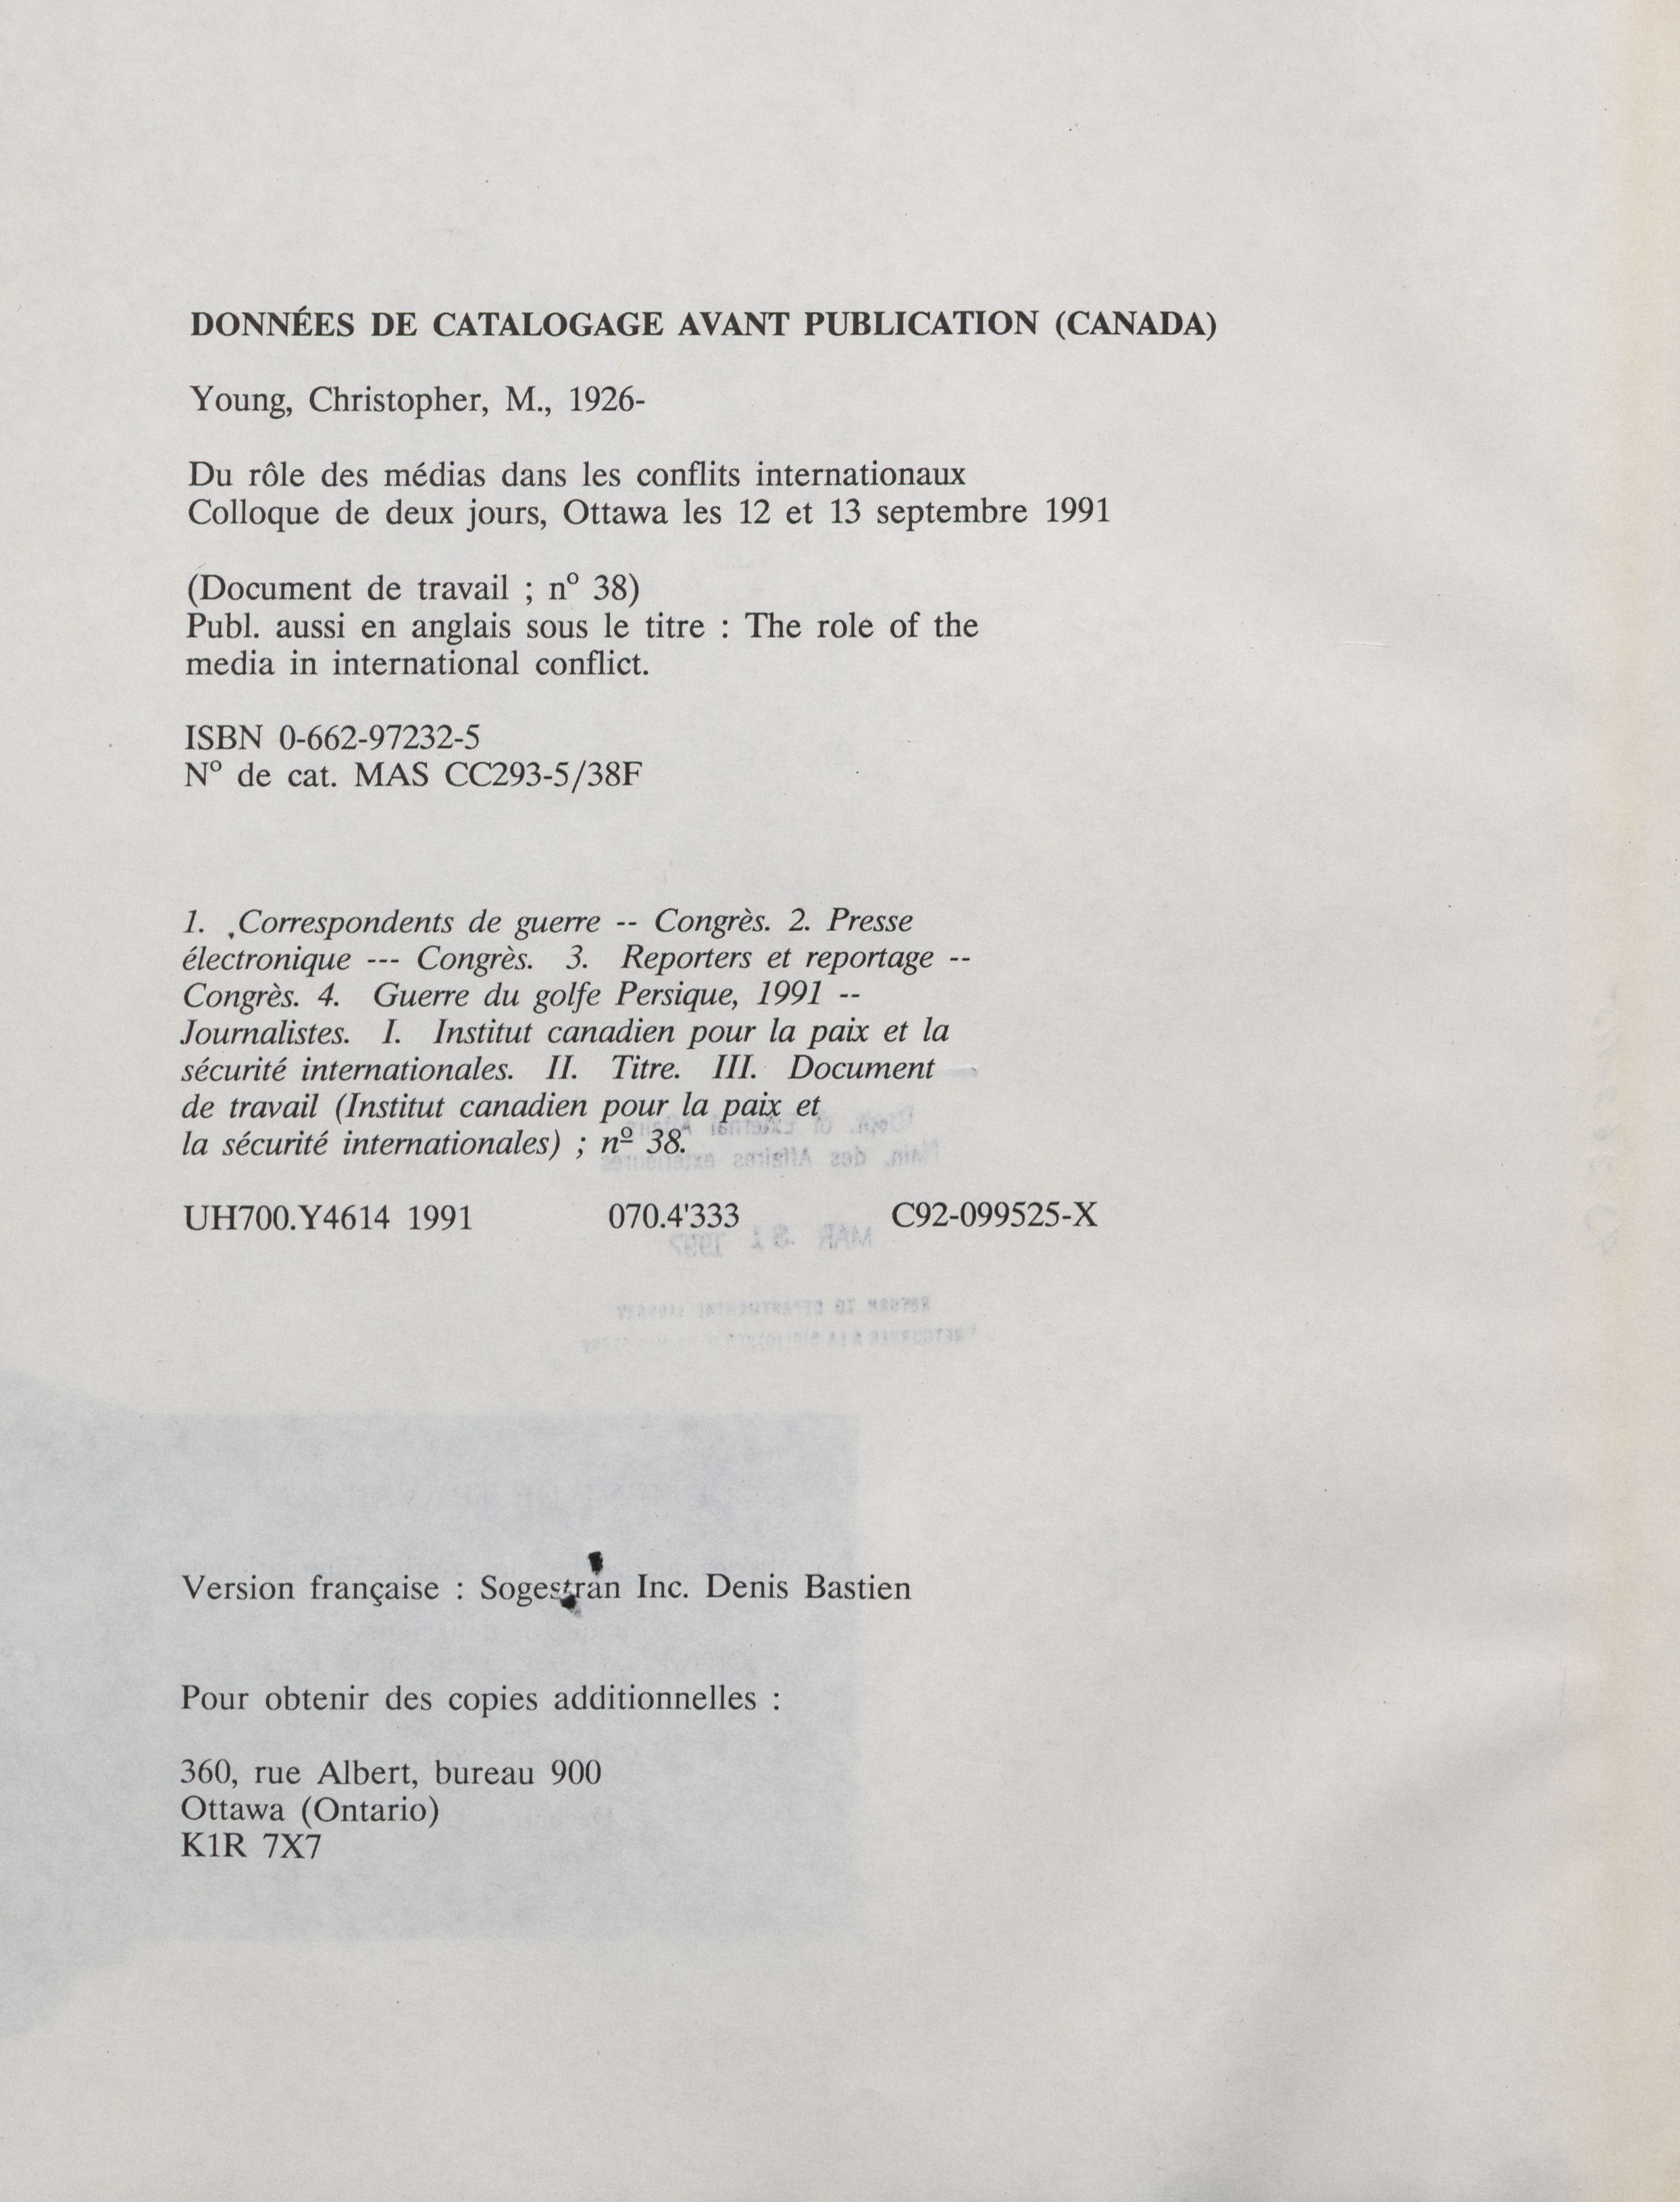 DONNÉES DE CATALOGAGE AVANT PUBLICATION (CANADA)
Young, Christopher, M., 1926-
Du rôle des médias dans les conflits internationaux
Colloque de deux jours, Ottawa les 12 et 13 septembre 1991
(Document de travail ; nº 38)
Publ. aussi en anglais sous le titre : The role of the
media in international conflict.
ISBN 0-662-97232-5
Nº de cat. MAS CC293-5/38F
1. Correspondents de guerre -- Congrès. 2. Presse
électronique --- Congrès. 3. Reporters et reportage --
Congrès. 4. Guerre du golfe Persique, 1991 --
Journalistes. I. Institut canadien pour la paix et la
sécurité internationales. II. Titre. III. Document
de travail (Institut canadien pour la paix et
la sécurité internationales) ; nº 38.
UH700.Y4614 1991 070.4'333 C92-099525-X
Version française : Sogestran Inc. Denis Bastien
Pour obtenir des copies additionnelles :
360, rue Albert, bureau 900
Ottawa (Ontario)
K1R 7X7